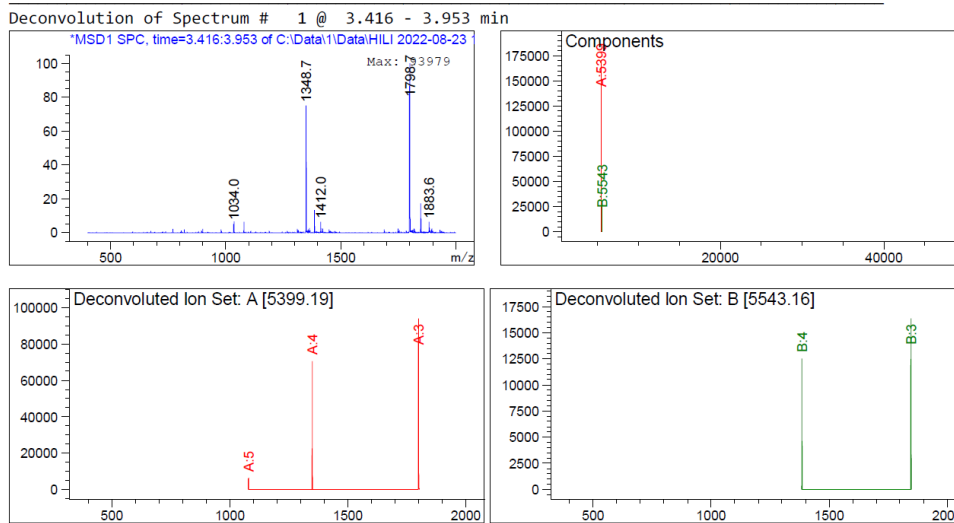 Deconvolution of Spectrum # 1 @ 3.416 - 3.953 min
*MSD1 SPC, time=3.416:3.953 of C:\Data\1\Data\HILI 2022-08-23
Max: 93979
100
80
60
40
20
0
1034.0
1348.7
1412.0
1798.7
1883.6
500 1000 1500 m/z
Components
175000
150000
125000
100000
75000
50000
25000
0
A:5399
B:5543
20000 40000
Deconvoluted Ion Set: A [5399.19]
100000
80000
60000
40000
20000
0
A:5
A:4
A:3
500 1000 1500 2000
Deconvoluted Ion Set: B [5543.16]
17500
15000
12500
10000
7500
5000
2500
0
B:4
B:3
500 1000 1500 200